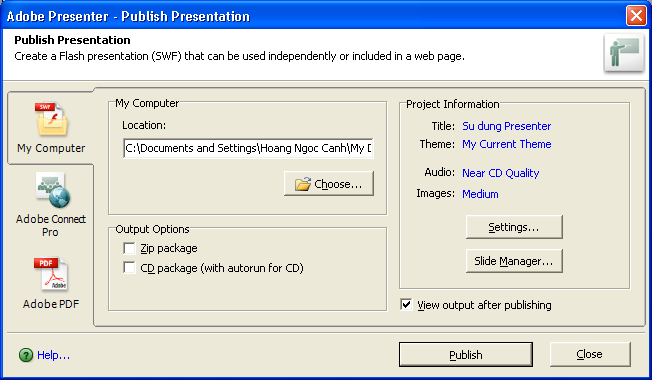 Adobe Presenter - Publish Presentation
Publish Presentation
Create a Flash presentation (SWF) that can be used independently or included in a web page.
SWF
My Computer
Adobe Connect
Pro
PDF
Adobe PDF
My Computer
Location:
C:\Documents and Settings\Hoang Ngoc Canh\My D
Choose...
Output Options
Zip package
CD package (with autorun for CD)
Project Information
Title: Su dung Presenter
Theme: My Current Theme
Audio: Near CD Quality
Images: Medium
Settings...
Slide Manager...
View output after publishing
Help...
Publish
Close